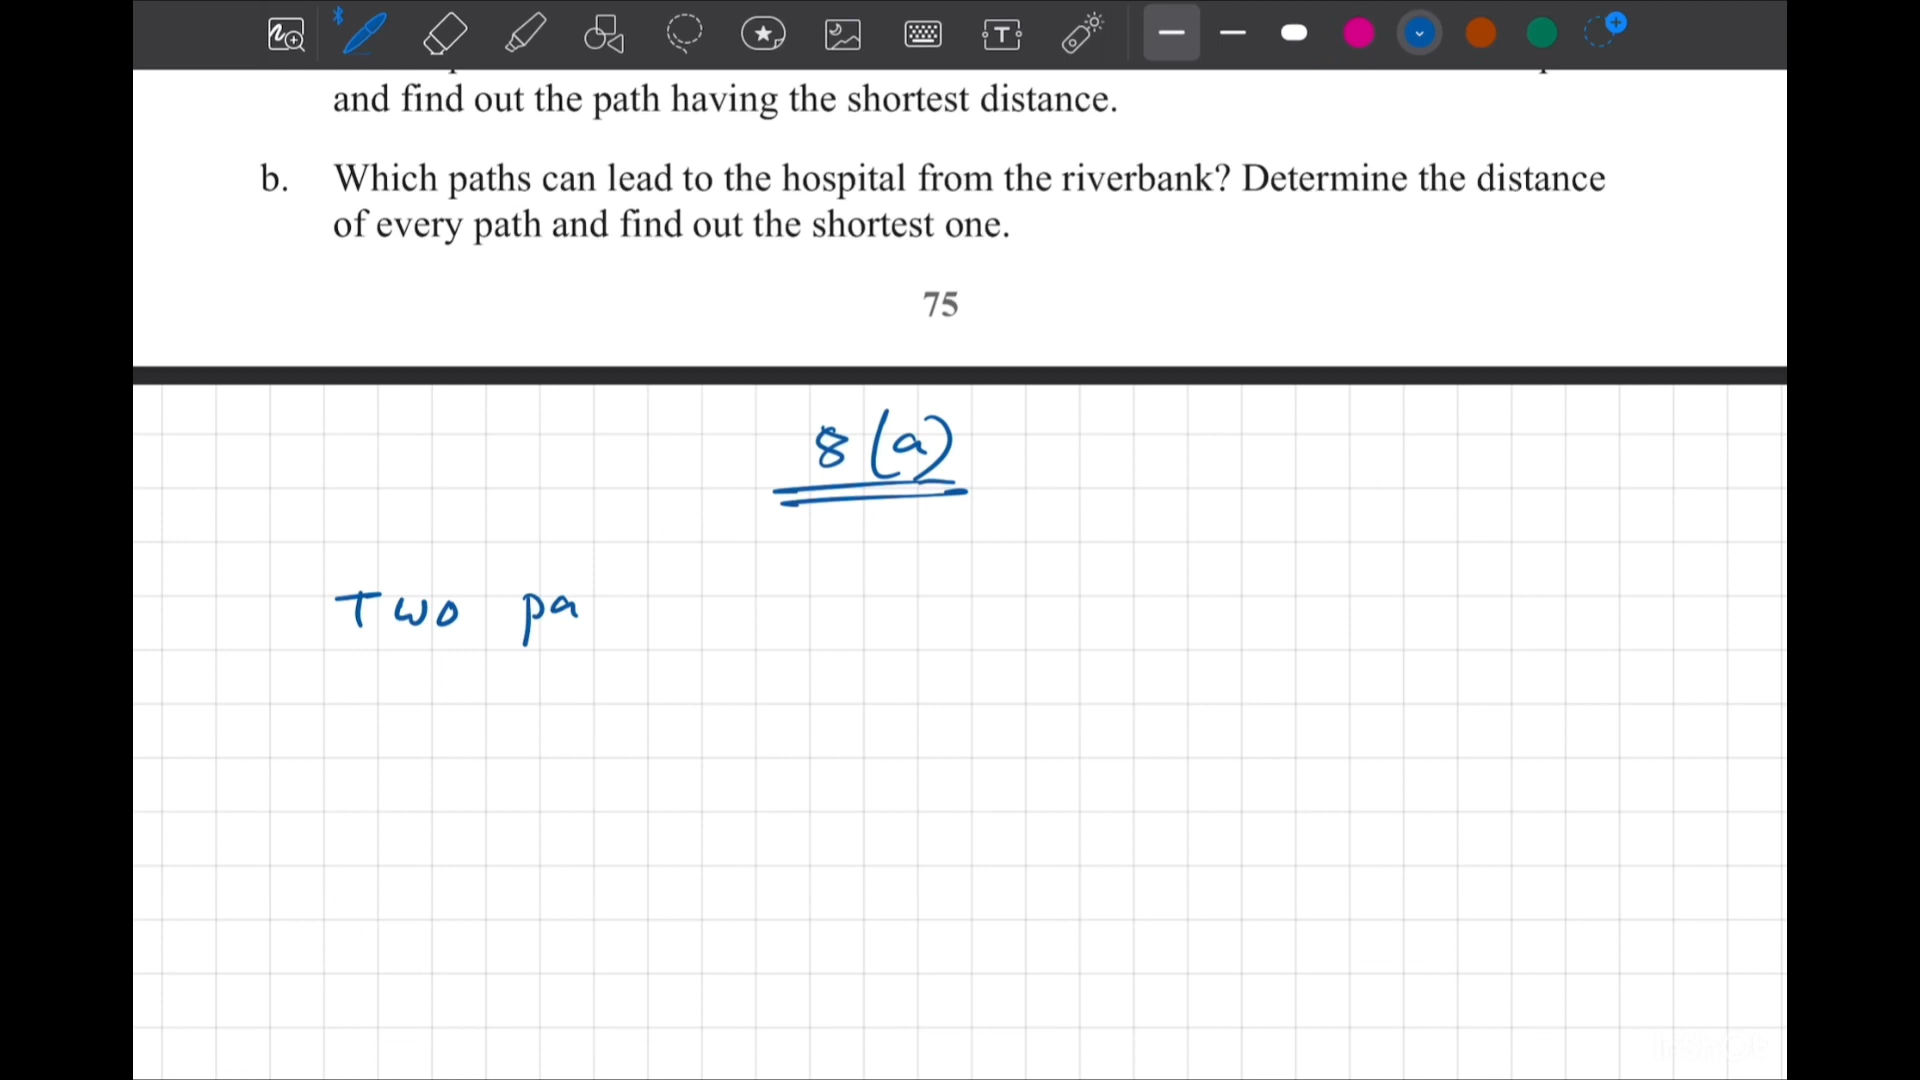 and find out the path having the shortest distance.
b. Which paths can lead to the hospital from the riverbank? Determine the distance
of every path and find out the shortest one.
75
8 (a)
Two pa